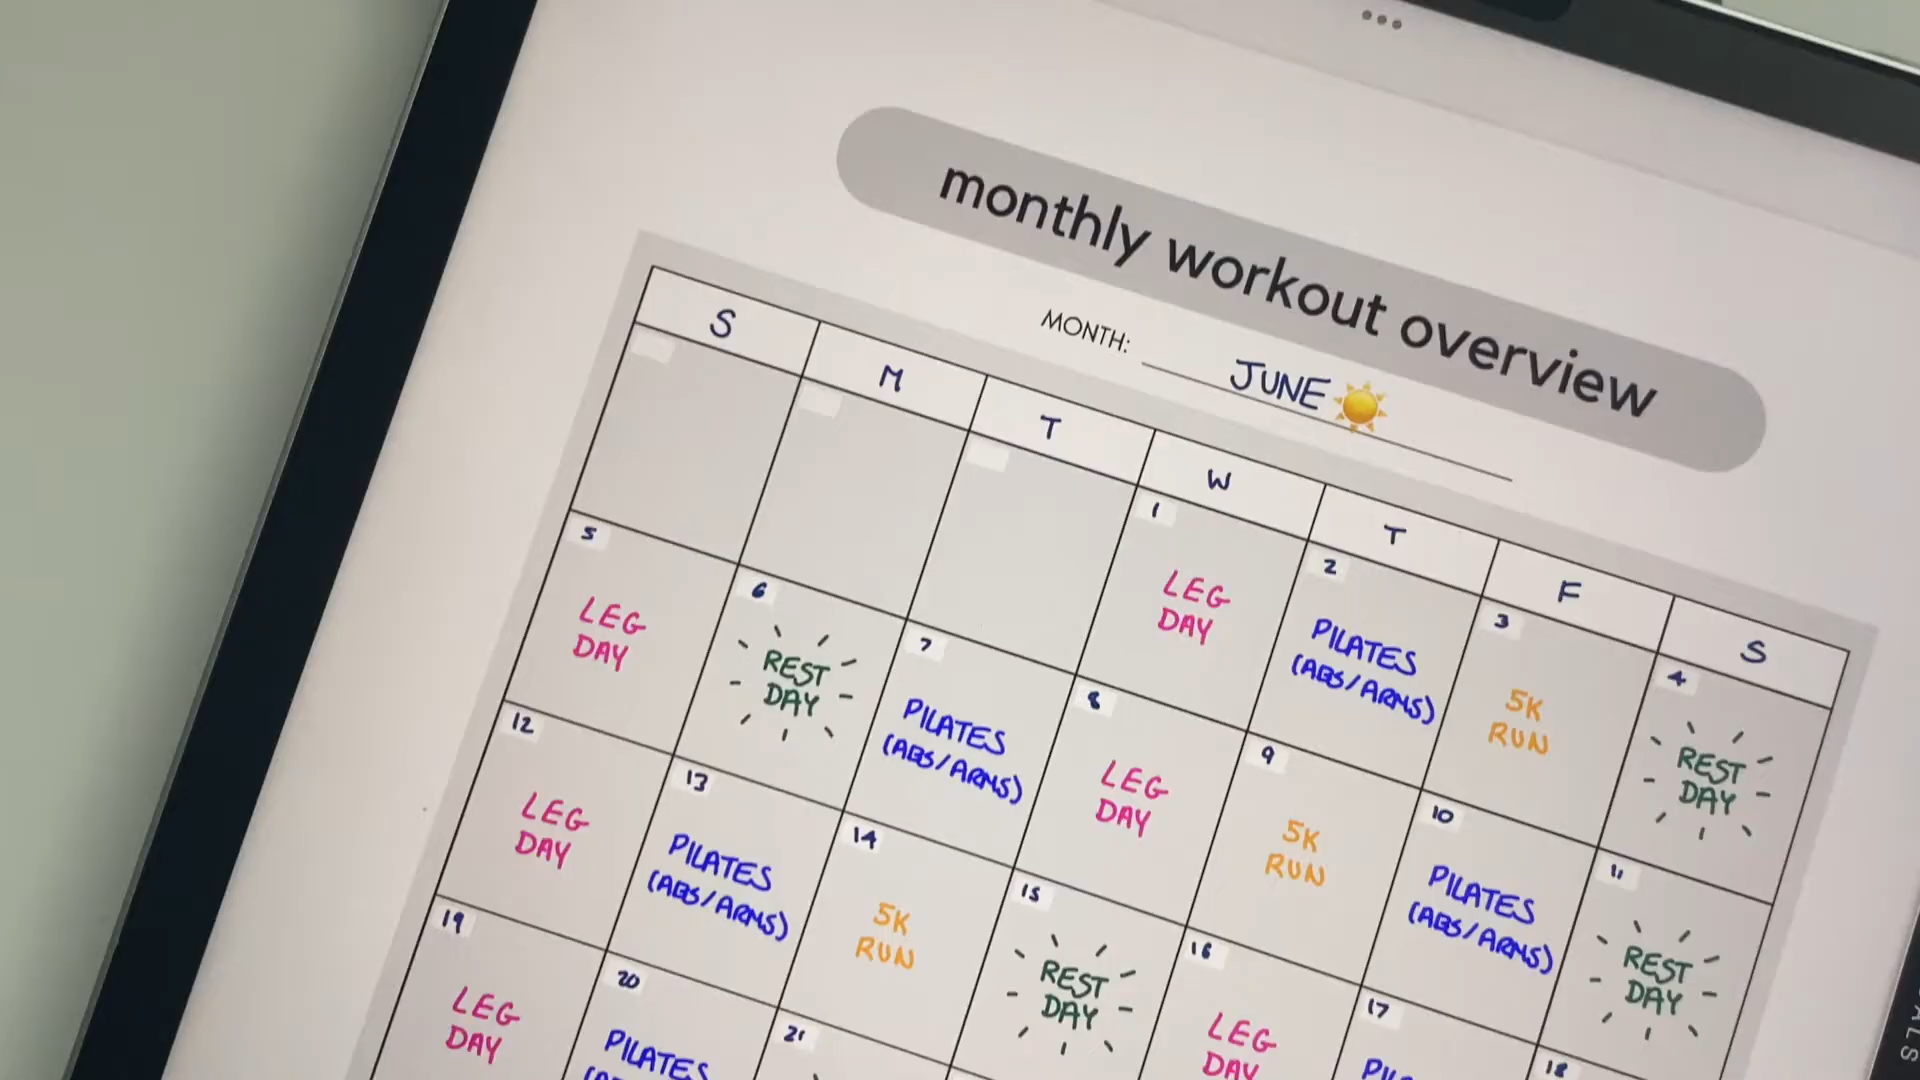 monthly workout overview
MONTH: JUNE
S M T W T F S
1 2 3 4
LEG
DAY
PILATES
(ABS/ARMS)
5K
RUN
REST
DAY
5 6 7 8 9 10 11
LEG
DAY
REST
DAY
PILATES
(ABS/ARMS)
LEG
DAY
5K
RUN
PILATES
(ABS/ARMS)
REST
DAY
12 13 14 15 16 17 18
LEG
DAY
PILATES
(ABS/ARMS)
5K
RUN
REST
DAY
LEG
DAY
19 20 21
LEG
DAY
PILATES